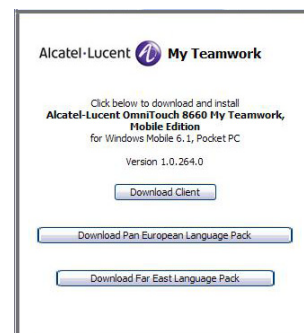 Alcatel·Lucent My Teamwork
Click below to download and install
Alcatel-Lucent OmniTouch 8660 My Teamwork,
Mobile Edition
for Windows Mobile 6.1, Pocket PC
Version 1.0.264.0
Download Client
Download Pan European Language Pack
Download Far East Language Pack